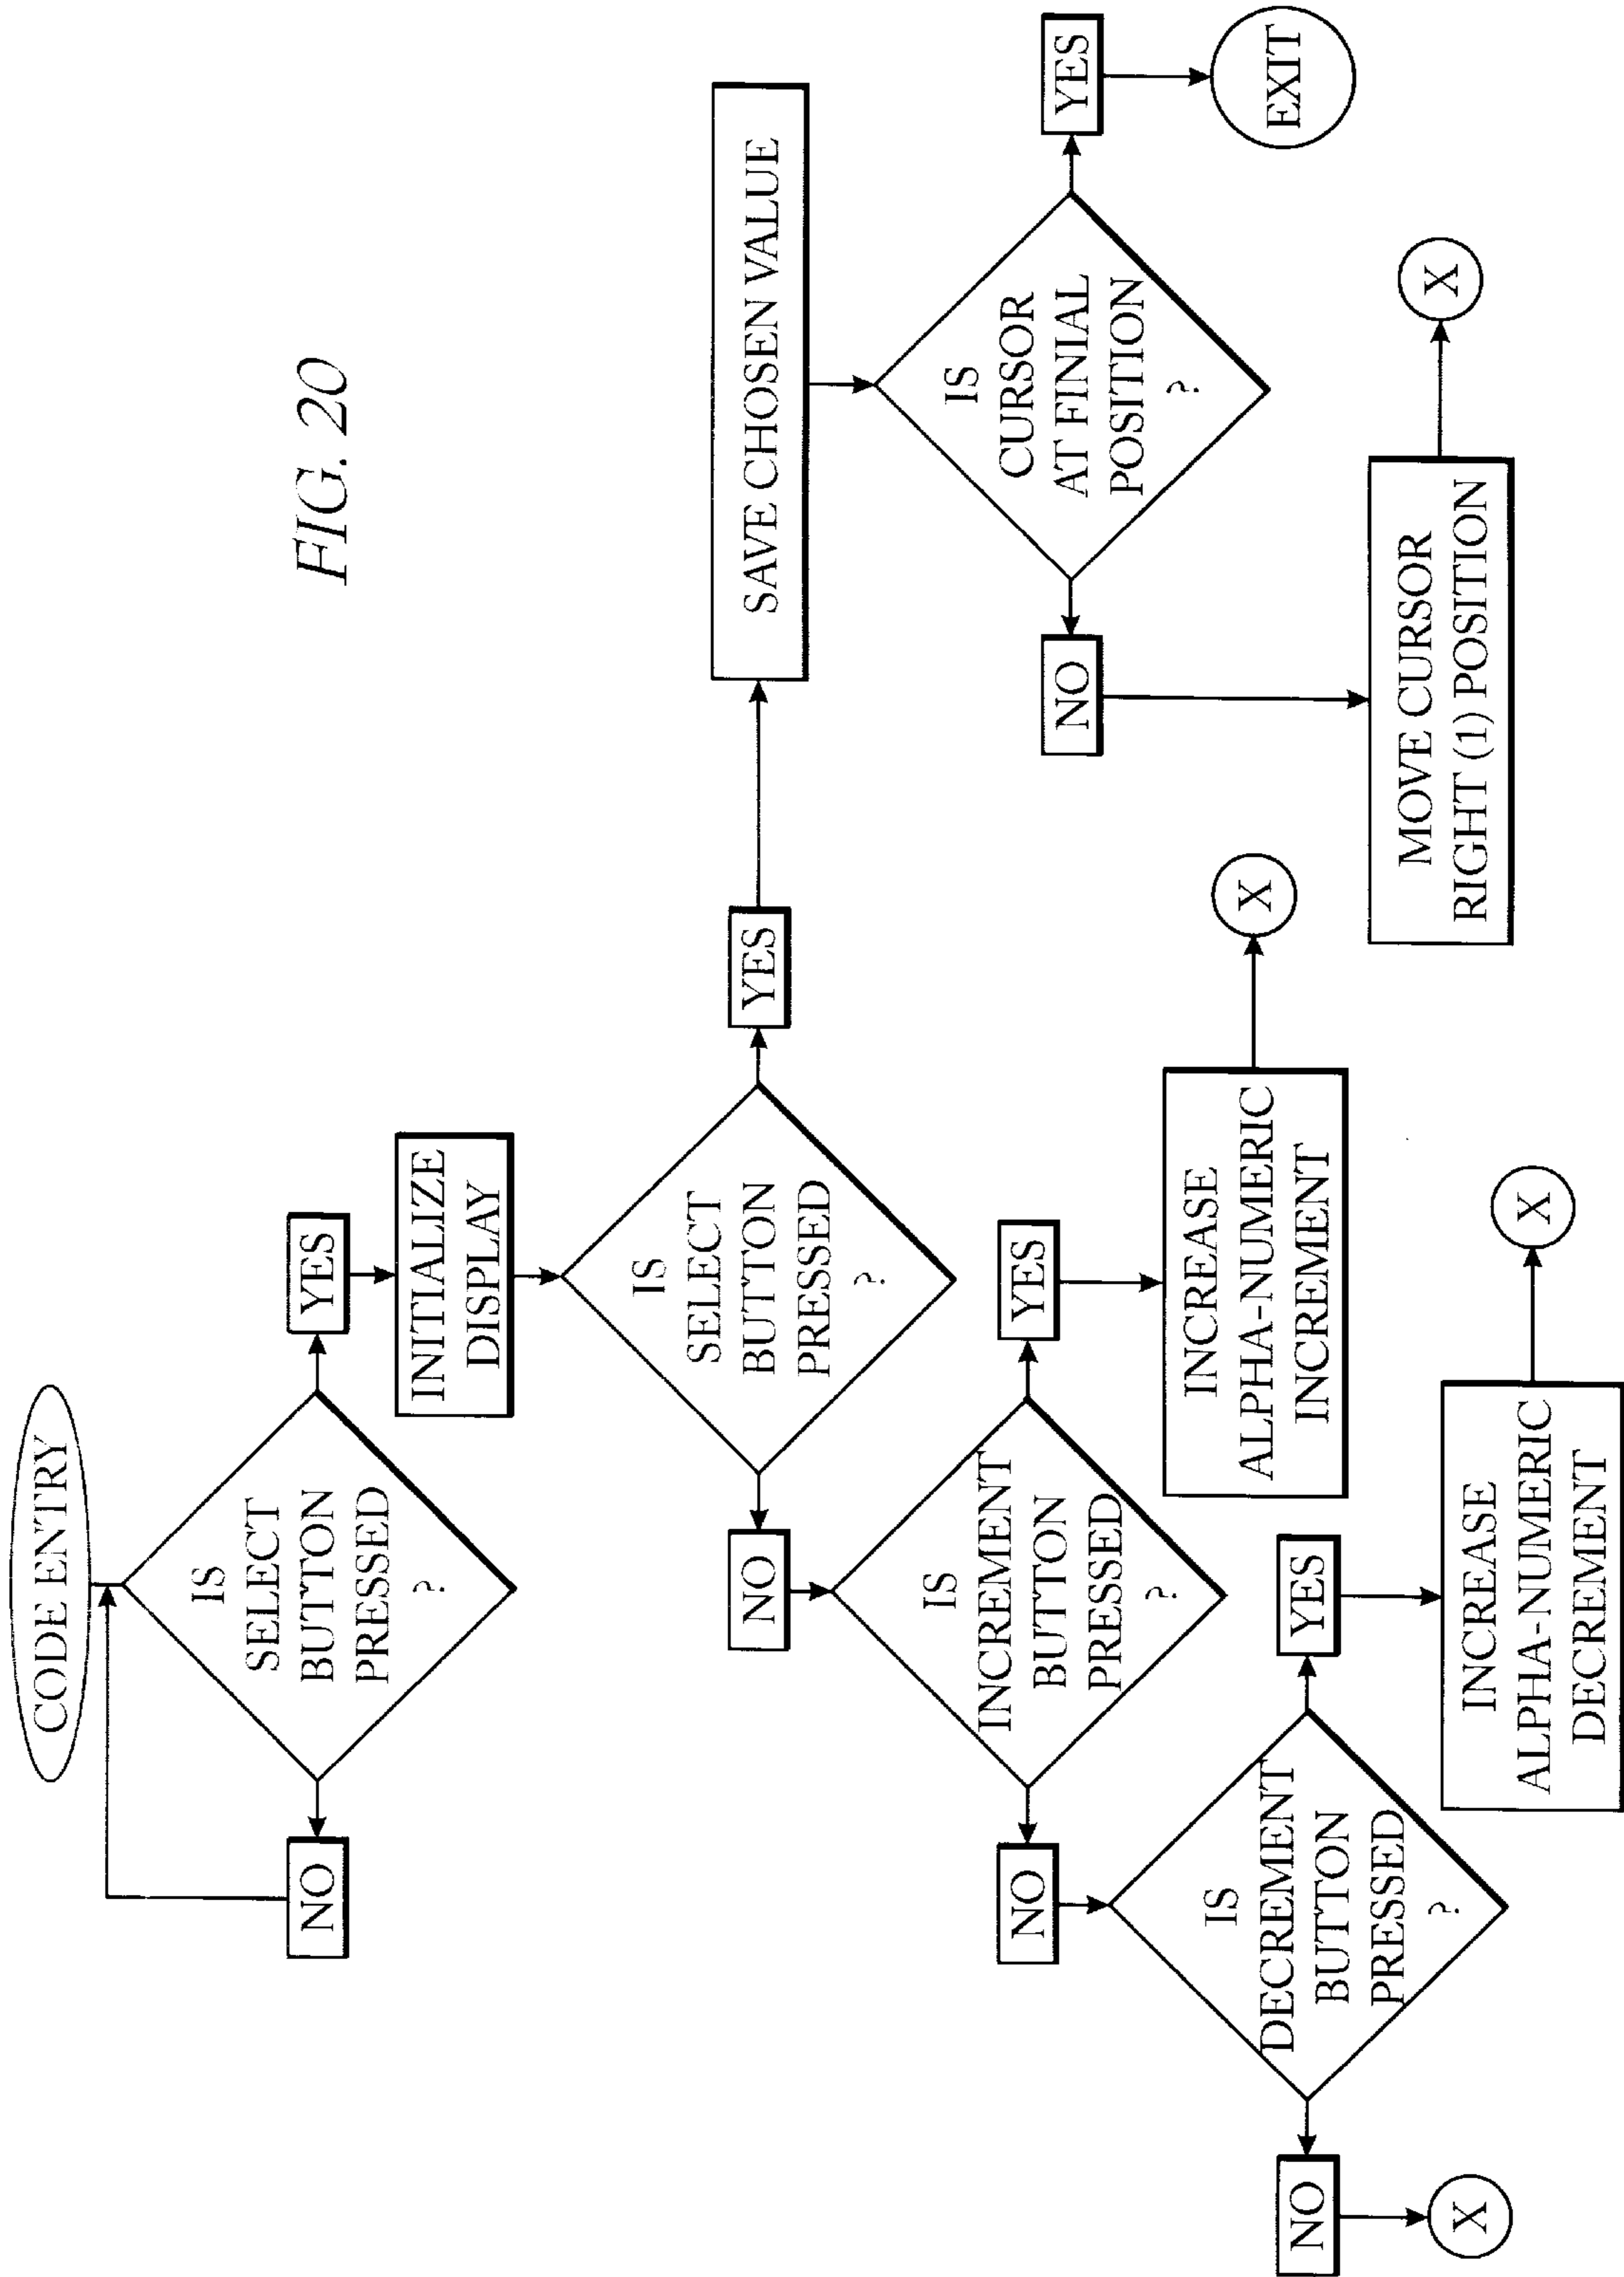 FIG. 20
CODE ENTRY
IS
SELECT
BUTTON
PRESSED
?
NO
YES
INITIALIZE
DISPLAY
IS
SELECT
BUTTON
PRESSED
?
NO
YES
SAVE CHOSEN VALUE
IS
CURSOR
AT FINIAL
POSITION
?
NO
YES
EXIT
MOVE CURSOR
RIGHT (1) POSITION
X
IS
INCREMENT
BUTTON
PRESSED
?
NO
YES
INCREASE
ALPHA-NUMERIC
INCREMENT
X
IS
DECREMENT
BUTTON
PRESSED
?
NO
X
YES
INCREASE
ALPHA-NUMERIC
DECREMENT
X